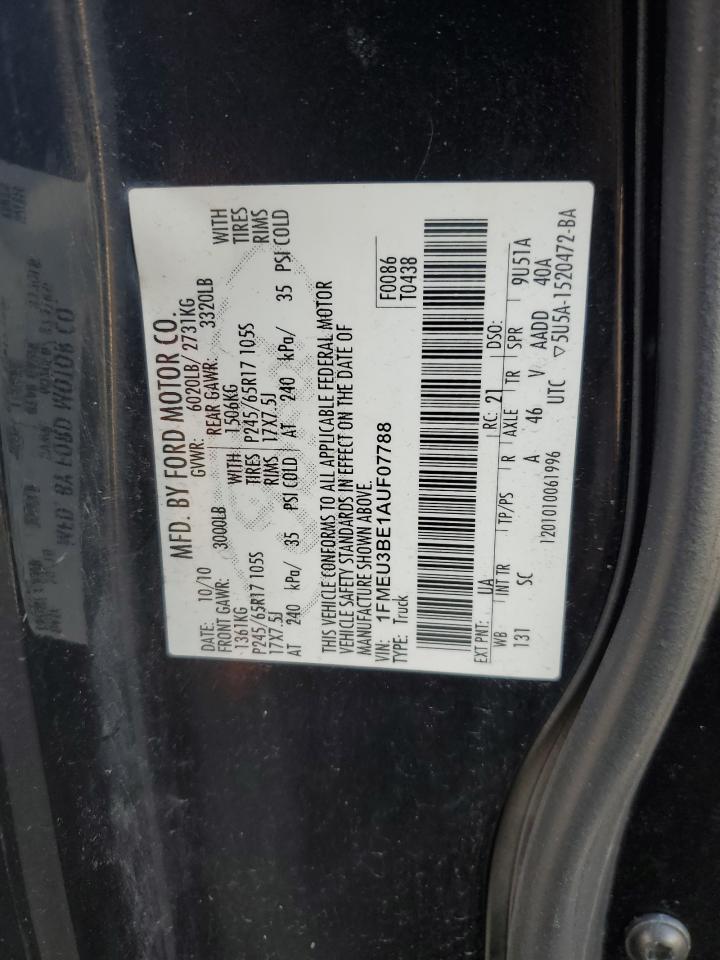 MFD. BY FORD MOTOR CO.
DATE: 10/10 GVWR: 6020LB/ 2731KG
FRONT GAWR: 3000LB REAR GAWR: 3320LB
1361KG WITH 1506KG WITH
P245/65R17 105S TIRES P245/65R17 105S TIRES
17X7.5J RIMS 17X7.5J RIMS
AT 240 kPa/ 35 PSI COLD AT 240 kPa/ 35 PSI COLD
THIS VEHICLE CONFORMS TO ALL APPLICABLE FEDERAL MOTOR
VEHICLE SAFETY STANDARDS IN EFFECT ON THE DATE OF
MANUFACTURE SHOWN ABOVE.
VIN: 1FMEU3BE1AUF07788 F0086
TYPE: Truck T0438
EXT PNT: UA RC: 21 DSO:
WB INT TR TP/PS R AXLE TR SPR 9U5TA
131 SC A 46 V AADD 40A
1201010061996 UTC ▽5U5A-1520472-BA